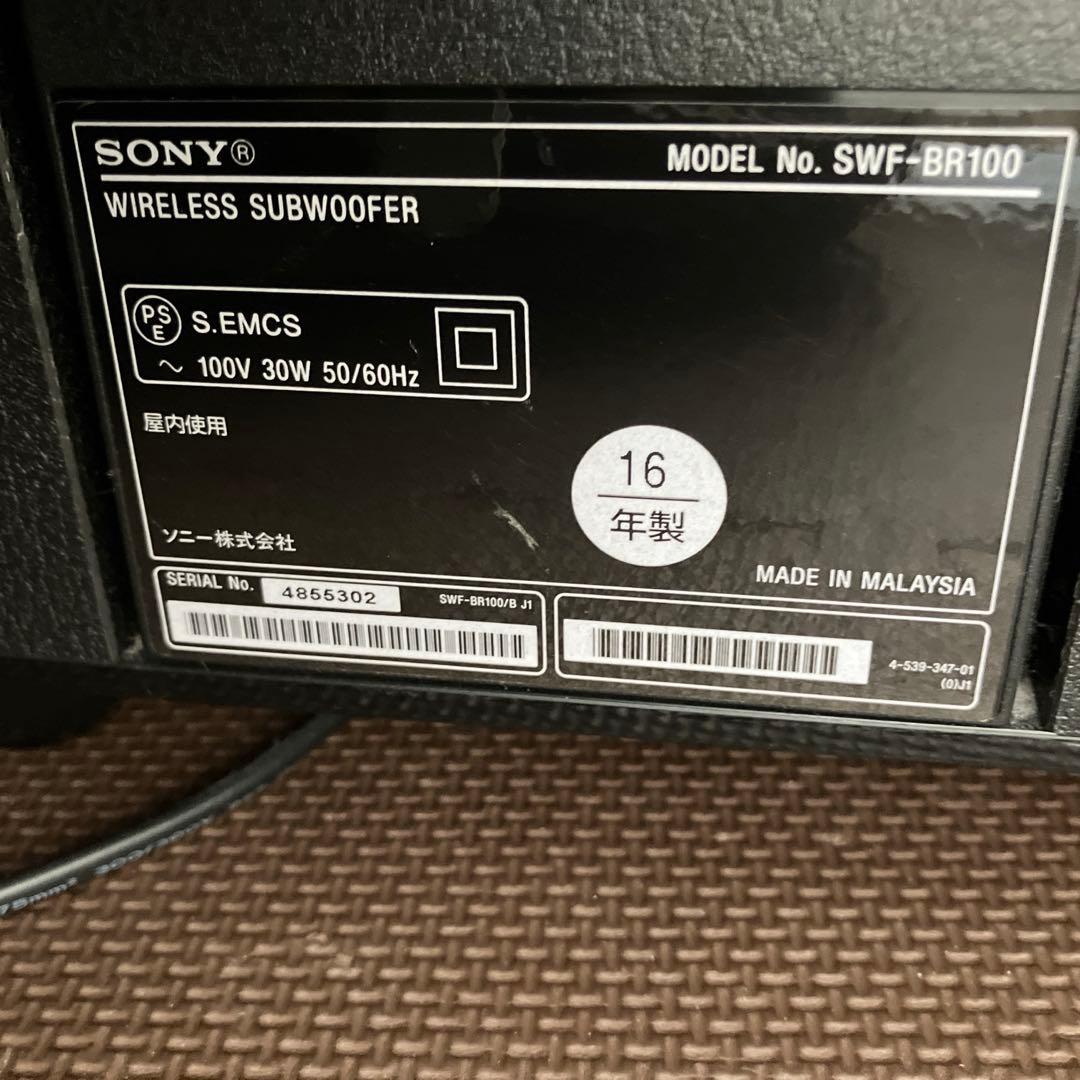 SONY®
MODEL No. SWF-BR100
WIRELESS SUBWOOFER
PSE S.EMCS
～ 100V 30W 50/60Hz
屋内使用
16
年製
ソニー株式会社
MADE IN MALAYSIA
SERIAL No. 4855302 SWF-BR100/B J1
4-539-347-01
(0)J1